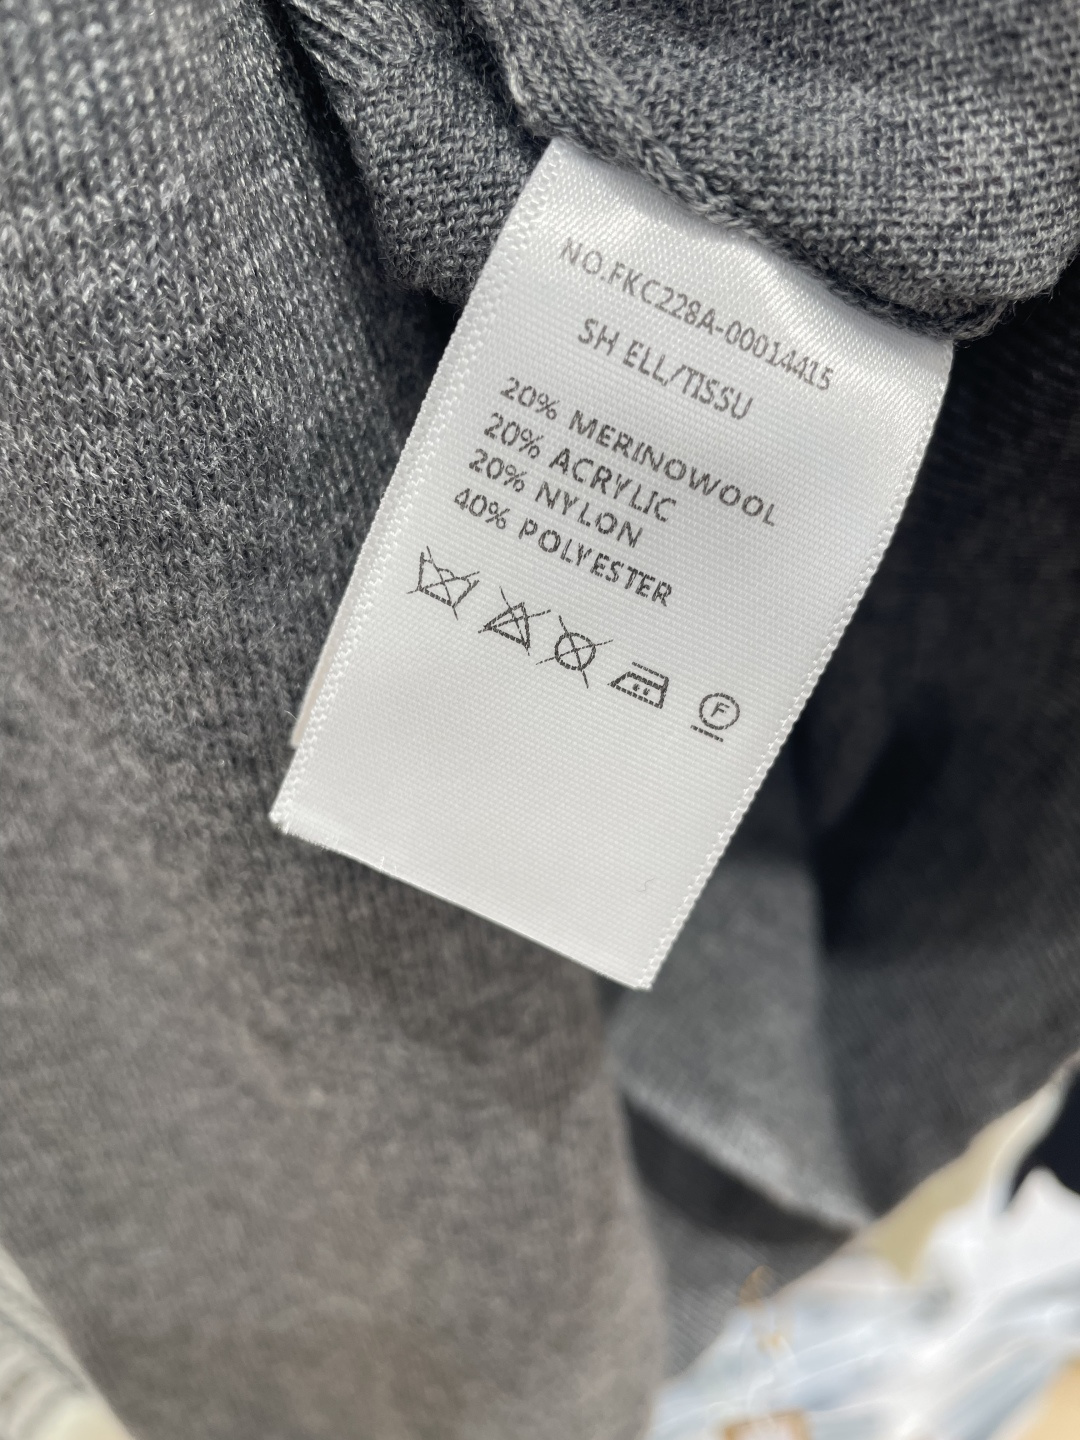 NO.FKC228A-00014415
SH ELL/TISSU
20% MERINOWOOL
20% ACRYLIC
20% NYLON
40% POLYESTER
F